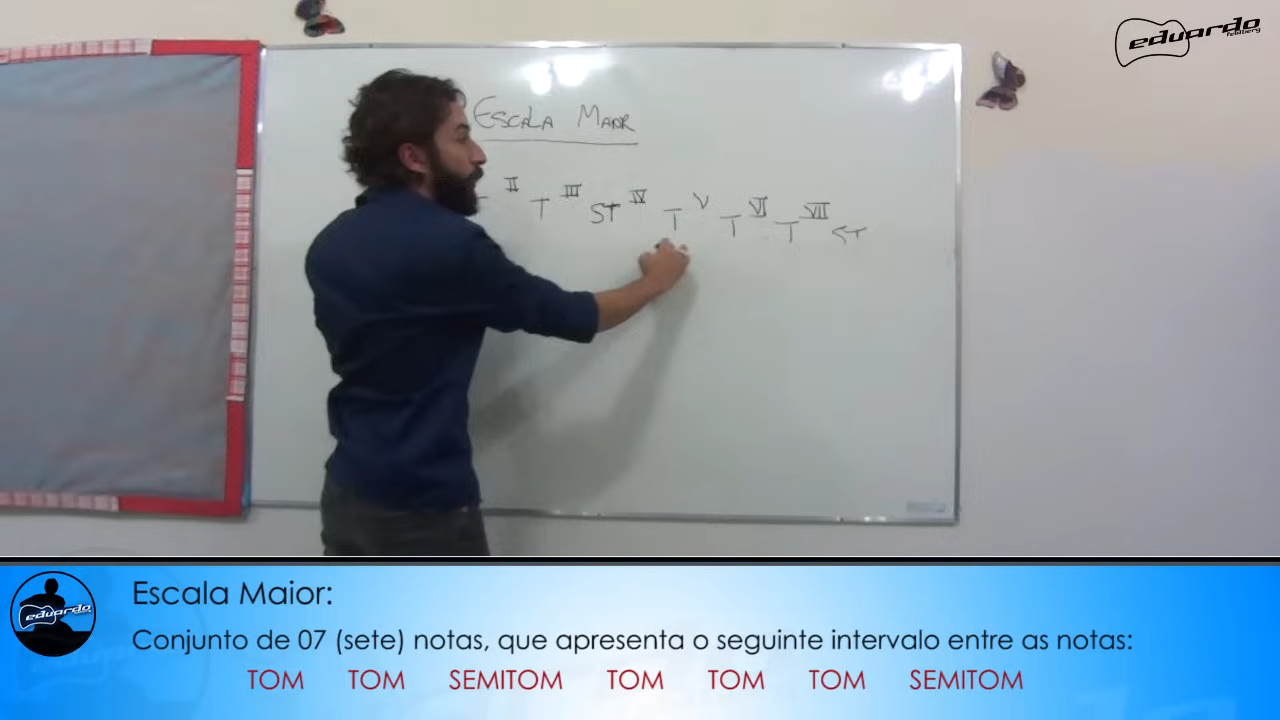 eduardo
feldberg
ESCALA MAIOR
II T III ST IV T V T VI T VII ST
eduardo
Escala Maior:
Conjunto de 07 (sete) notas, que apresenta o seguinte intervalo entre as notas:
TOM TOM SEMITOM TOM TOM TOM SEMITOM